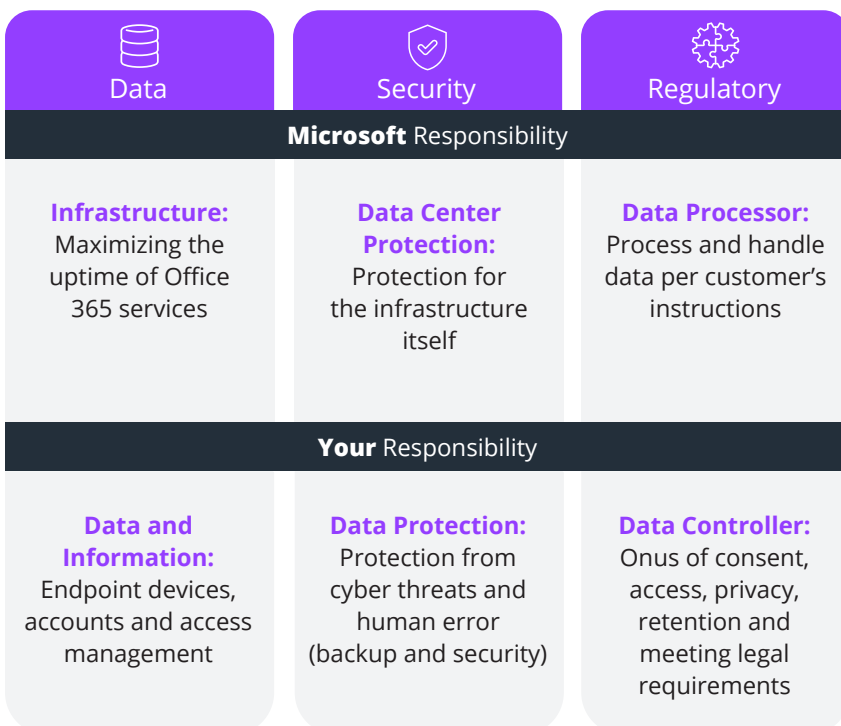 Data
Security
Regulatory
Microsoft Responsibility
Infrastructure:
Maximizing the
uptime of Office
365 services
Data Center
Protection:
Protection for
the infrastructure
itself
Data Processor:
Process and handle
data per customer’s
instructions
Your Responsibility
Data and
Information:
Endpoint devices,
accounts and access
management
Data Protection:
Protection from
cyber threats and
human error
(backup and security)
Data Controller:
Onus of consent,
access, privacy,
retention and
meeting legal
requirements